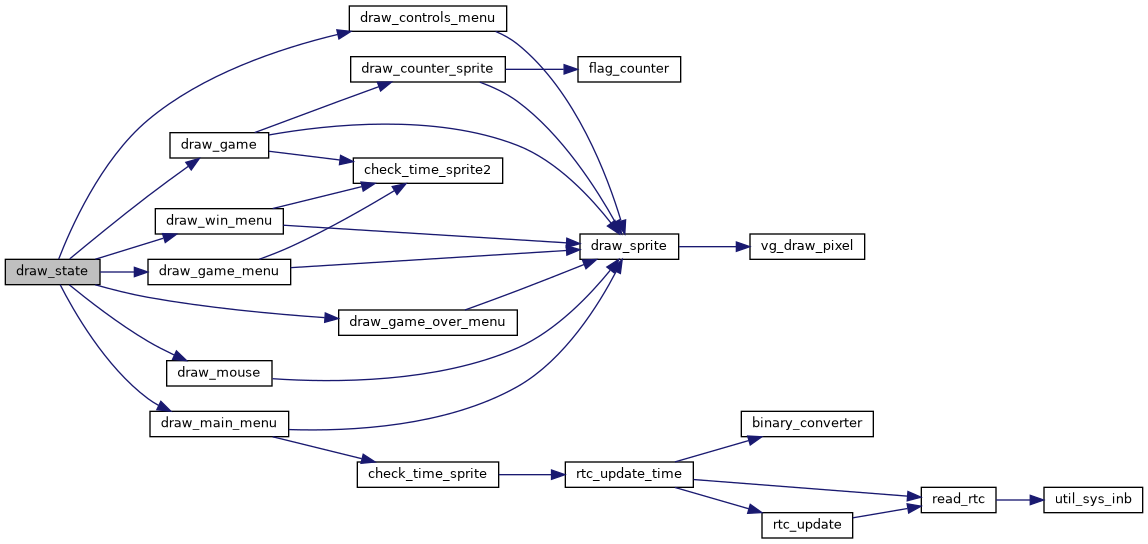 draw_controls_menu
draw_counter_sprite
flag_counter
draw_game
check_time_sprite2
draw_win_menu
draw_sprite
vg_draw_pixel
draw_state
draw_game_menu
draw_game_over_menu
draw_mouse
draw_main_menu
binary_converter
check_time_sprite
rtc_update_time
read_rtc
util_sys_inb
rtc_update